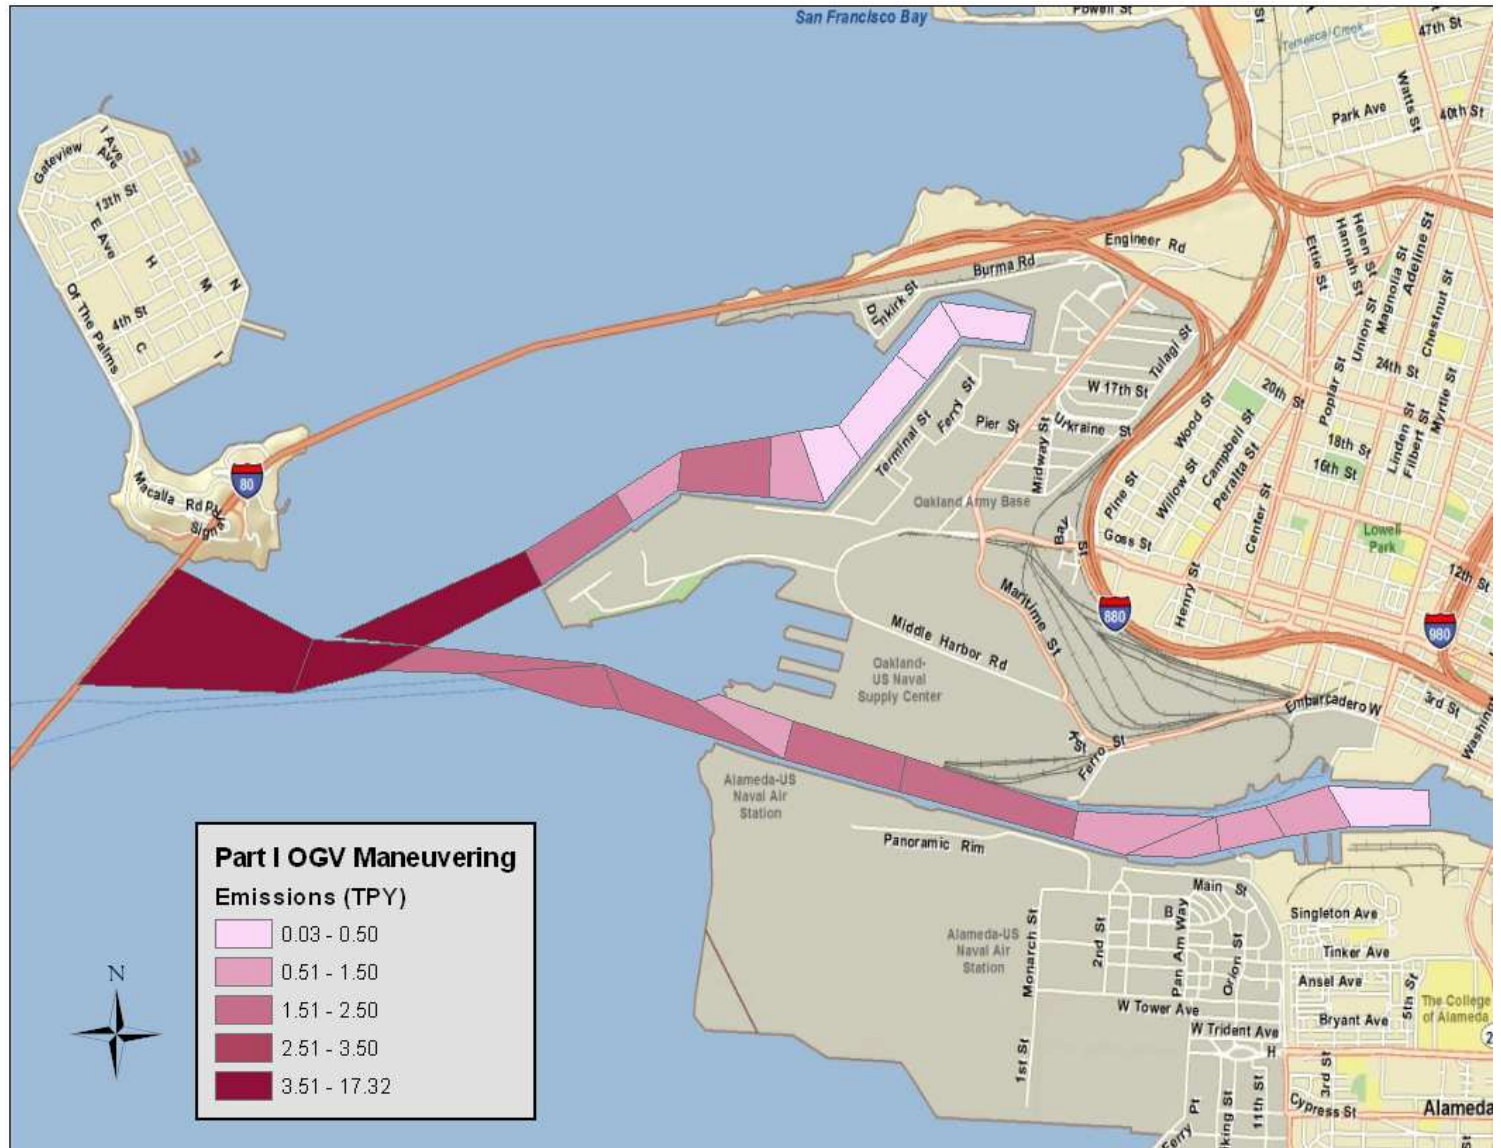 San Francisco Bay
Powell St
47th St
Temescal Creek
Watts St
Park Ave
40th St
Gateview
I Ave
Ave
13th St
E Ave
H
M
N
Of The Palms
4th St
C
I
Engineer Rd
Burma Rd
Dunkirk St
Ettie St
Helen St
Hannah St
Magnolia St
Adeline St
Union St
Chestnut St
Tulagi St
24th St
W 17th St
20th St
Poplar St
Myrtle St
Ferry St
Terminal St
Pier St
Urkraine St
Midway St
Wood St
Campbell St
Linden St
Filbert St
18th St
16th St
Willow St
Peralta St
Pine St
Center St
80
Macalla Rd
Oakland Army Base
Bay St
Goss St
Lowell
Park
12th St
Henry St
Maritime St
880
980
Middle Harbor Rd
Oakland-
US Naval
Supply Center
Embarcadero W
3rd St
Ferro St
Alameda-US
Naval Air
Station
Panoramic Rim
Main St
B
Singleton Ave
Tinker Ave
Ansel Ave
Bryant Ave
5th St
The College
of Alameda
Monarch St
2nd St
Pan Am Way
Orion St
Alameda-US
Naval Air
Station
W Tower Ave
W Trident Ave
H
1st St
3rd St
11th St
Cypress St
Alameda
2
Part I OGV Maneuvering
Emissions (TPY)
0.03 - 0.50
0.51 - 1.50
1.51 - 2.50
2.51 - 3.50
3.51 - 17.32
N